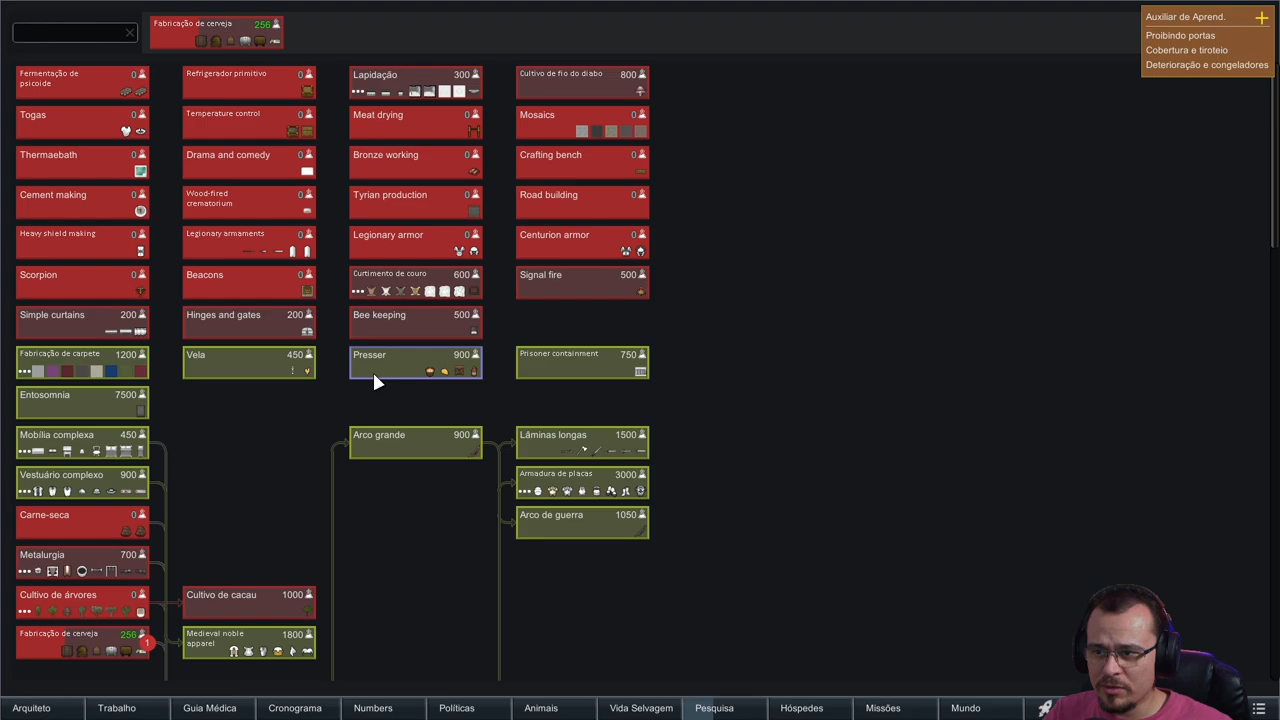 Fabricação de cerveja 256
Auxiliar de Aprend.
Proibindo portas
Cobertura e tiroteio
Deterioração e congeladores
Fermentação de psicoide 0
Refrigerador primitivo 0
Lapidação 300
Cultivo de fio do diabo 800
Togas 0
Temperature control 0
Meat drying 0
Mosaics 0
Thermaebath 0
Drama and comedy 0
Bronze working 0
Crafting bench 0
Cement making 0
Wood-fired crematorium 0
Tyrian production 0
Road building 0
Heavy shield making 0
Legionary armaments 0
Legionary armor 0
Centurion armor 0
Scorpion 0
Beacons 0
Curtimento de couro 600
Signal fire 500
Simple curtains 200
Hinges and gates 200
Bee keeping 500
Fabricação de carpete 1200
Vela 450
Presser 900
Prisoner containment 750
Entosomnia 7500
Mobília complexa 450
Arco grande 900
Lâminas longas 1500
Vestuário complexo 900
Armadura de placas 3000
Carne-seca 0
Arco de guerra 1050
Metalurgia 700
Cultivo de árvores 0
Cultivo de cacau 1000
Fabricação de cerveja 256
1
Medieval noble apparel 1800
Arquiteto
Trabalho
Guia Médica
Cronograma
Numbers
Políticas
Animais
Vida Selvagem
Pesquisa
Hóspedes
Missões
Mundo